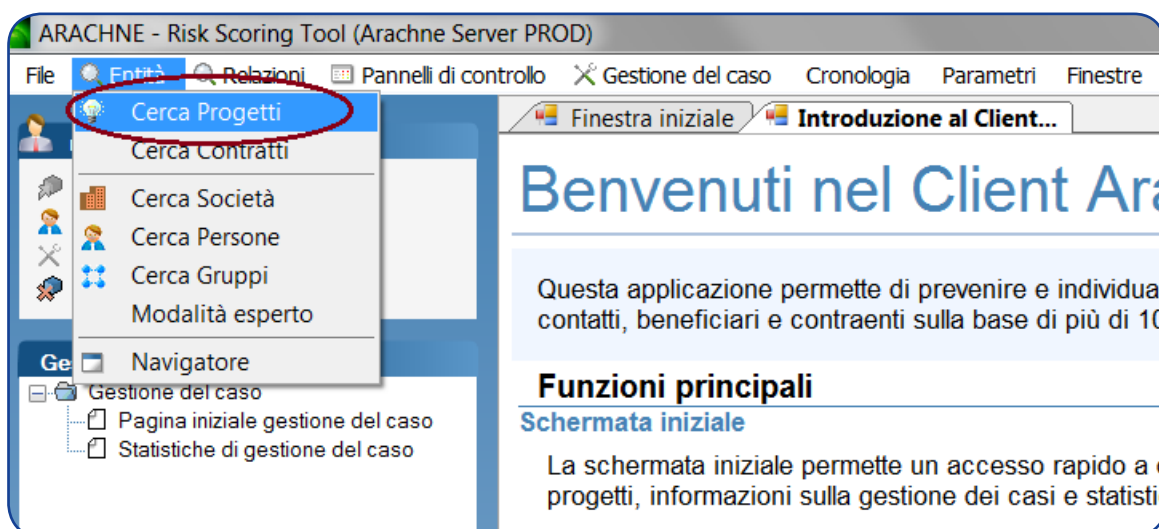 ARACHNE - Risk Scoring Tool (Arachne Server PROD)
File Entità Relazioni Pannelli di controllo Gestione del caso Cronologia Parametri Finestre
Cerca Progetti
Cerca Contratti
Cerca Società
Cerca Persone
Cerca Gruppi
Modalità esperto
Navigatore
Gestione del caso
Pagina iniziale gestione del caso
Statistiche di gestione del caso
Finestra iniziale Introduzione al Client...
Benvenuti nel Client
Questa applicazione permette di prevenire e
contatti, beneficiari e contraenti sulla base di più di
Funzioni principali
Schermata iniziale
La schermata iniziale permette un accesso rapido a
progetti, informazioni sulla gestione dei casi e